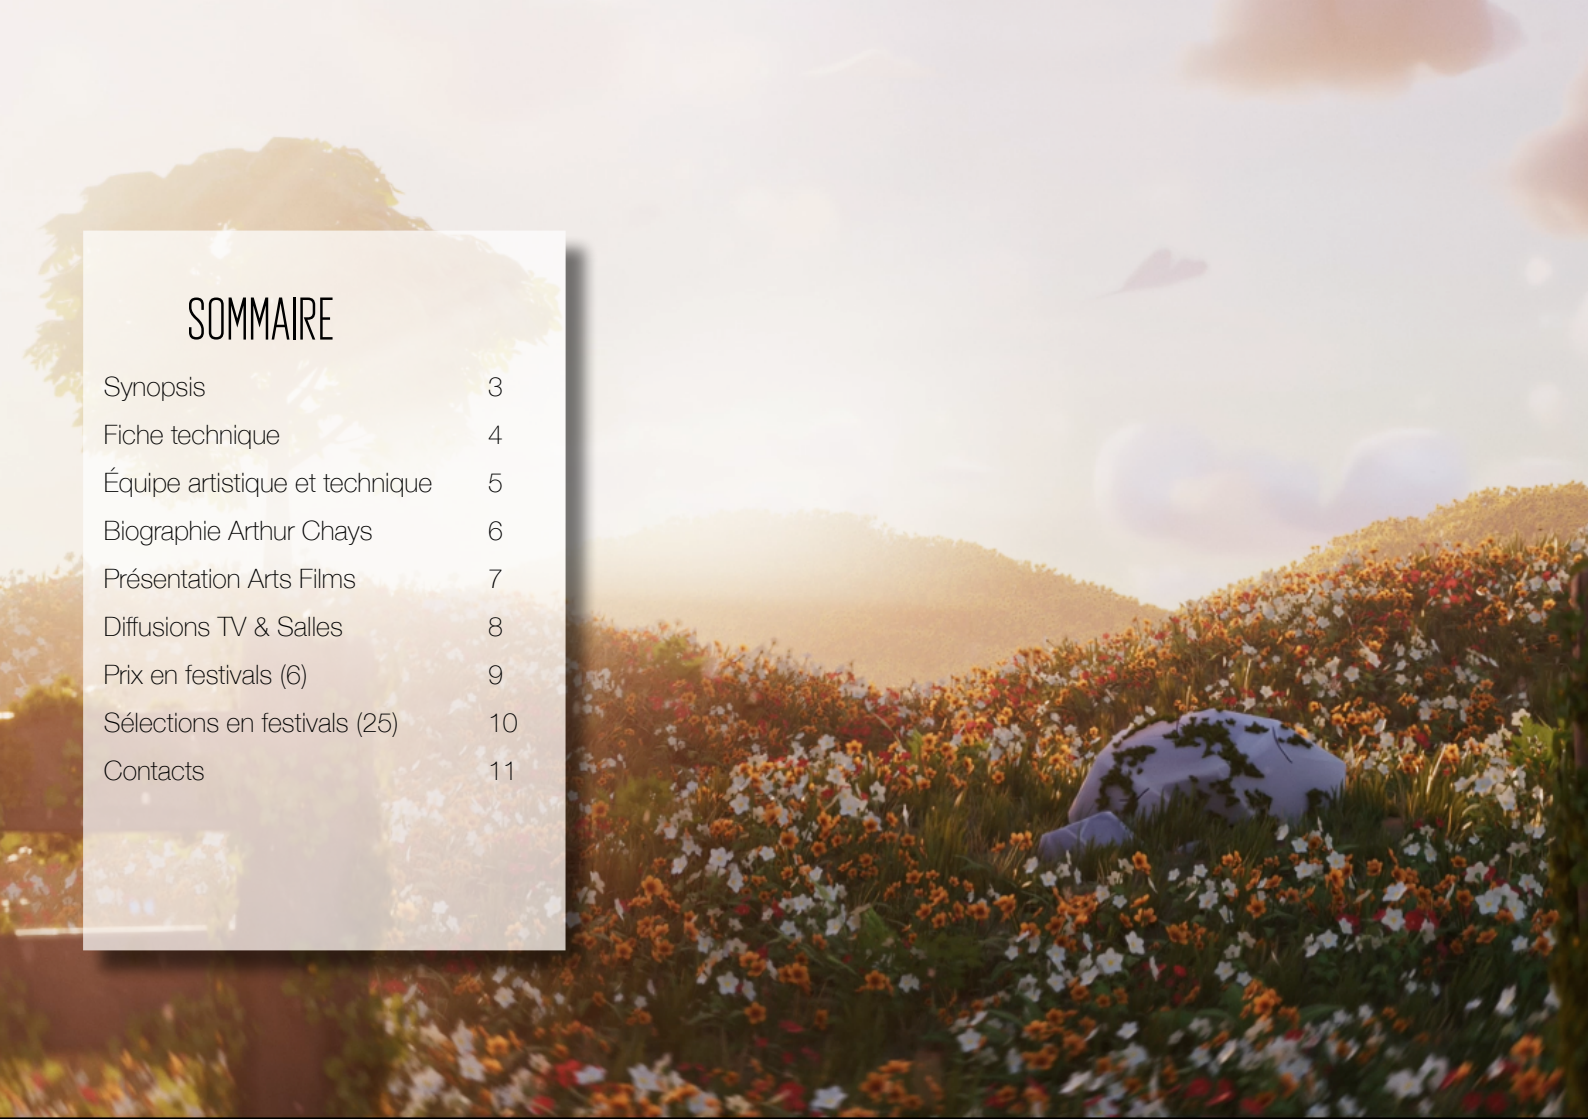 SOMMAIRE
Synopsis 3
Fiche technique 4
Équipe artistique et technique 5
Biographie Arthur Chays 6
Présentation Arts Films 7
Diffusions TV & Salles 8
Prix en festivals (6) 9
Sélections en festivals (25) 10
Contacts 11